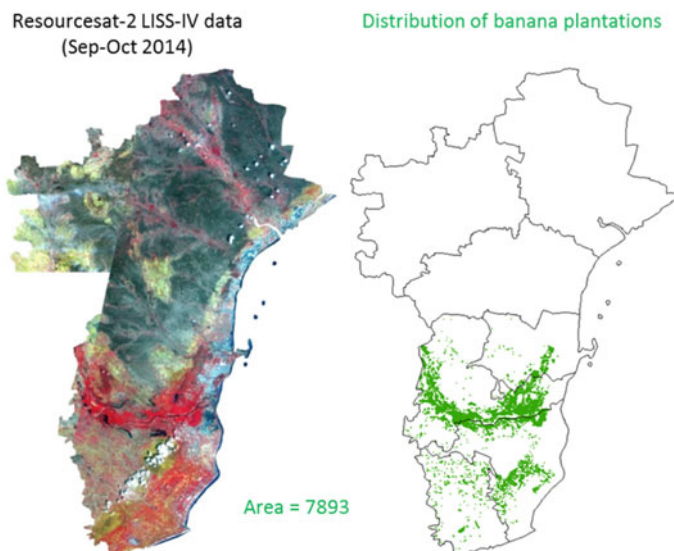 Resourcesat-2 LISS-IV data
(Sep-Oct 2014)
Distribution of banana plantations
Area = 7893